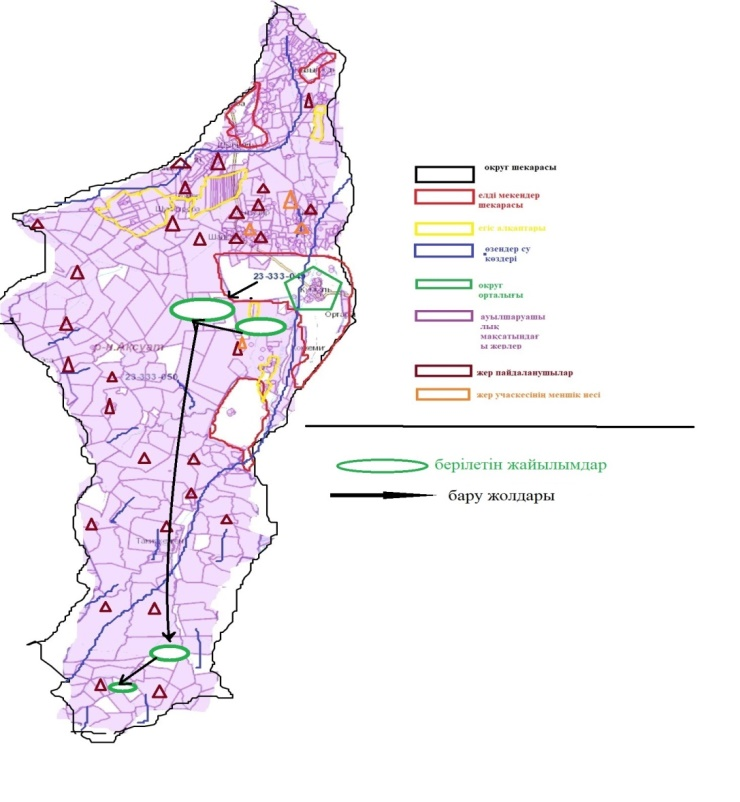 23-333-049
р-н Аксуат
23-333-050
округ шекарасы
елді мекендер
шекарасы
егіс алқаптары
өзендер су
көздері
округ
орталығы
ауылшаруашы
лық
мақсатындағ
ы жерлер
жер пайдаланушылар
жер учаскесінің меншік иесі
берілетін жайылымдар
бару жолдары